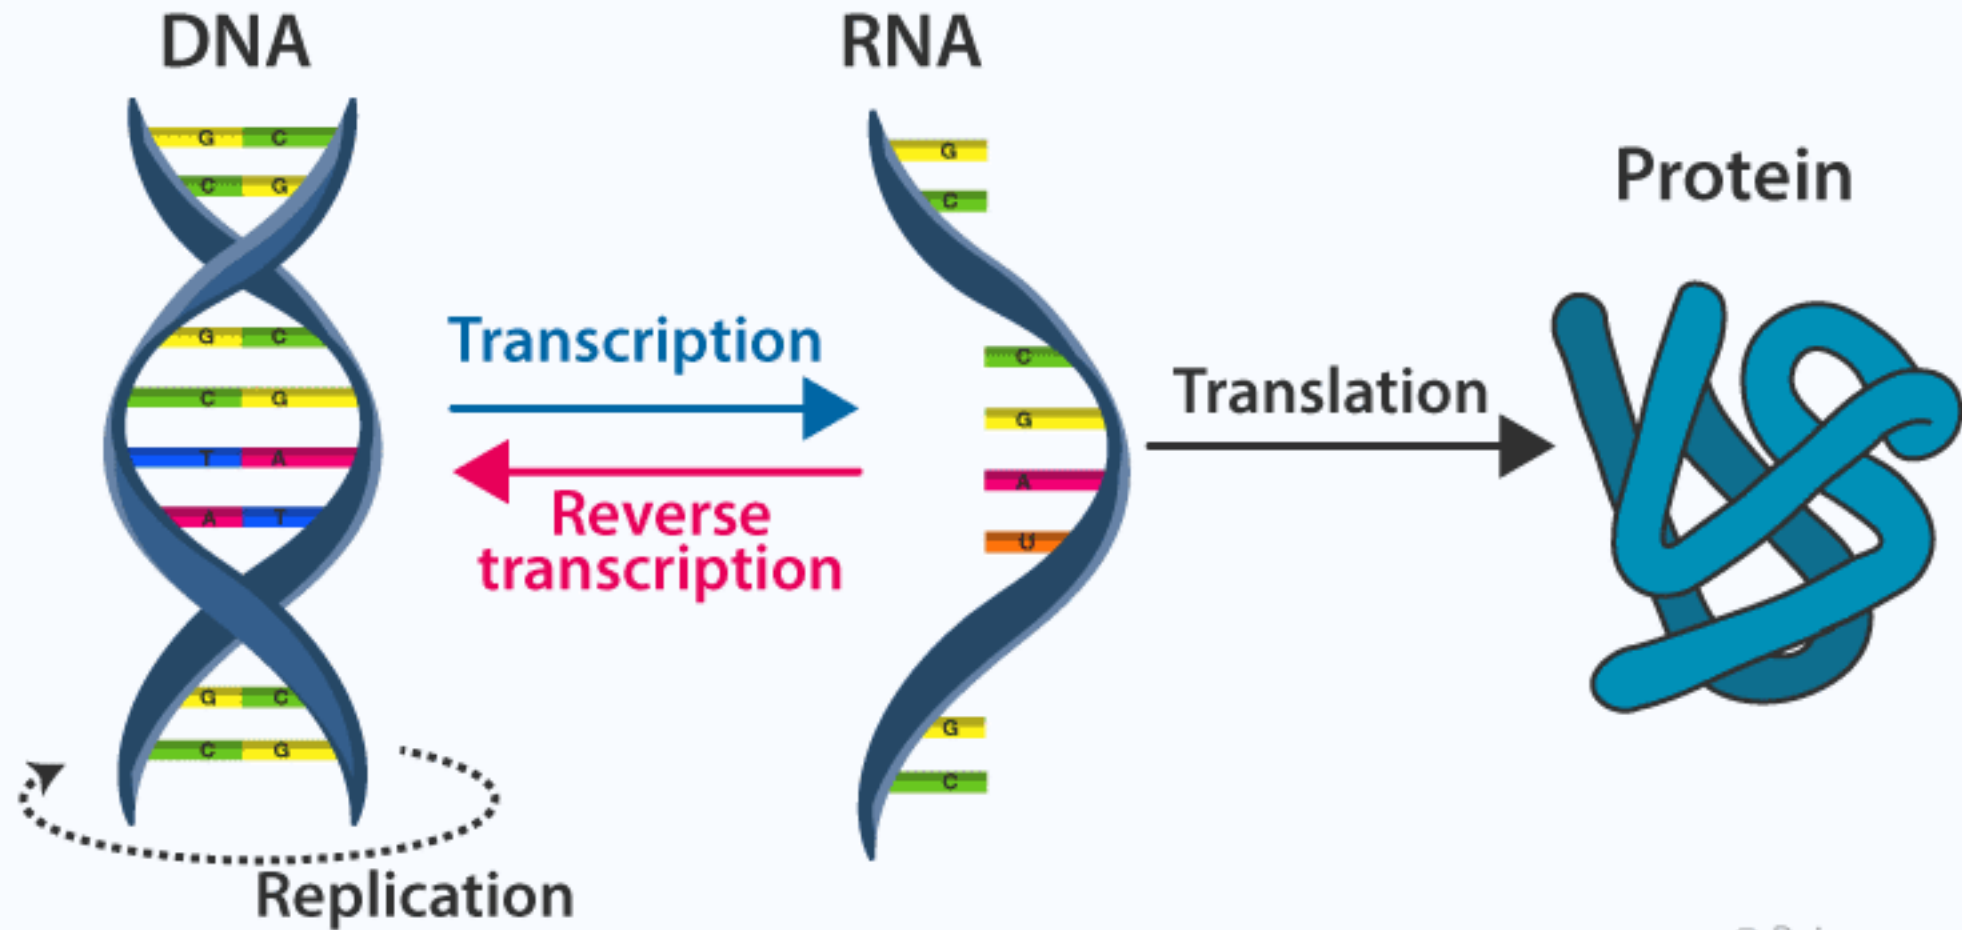 DNA
RNA
Protein
G C
C G
G C
C G
T A
A T
G C
C G
Transcription
Reverse
transcription
G
C
C
G
A
U
G
C
Translation
Replication